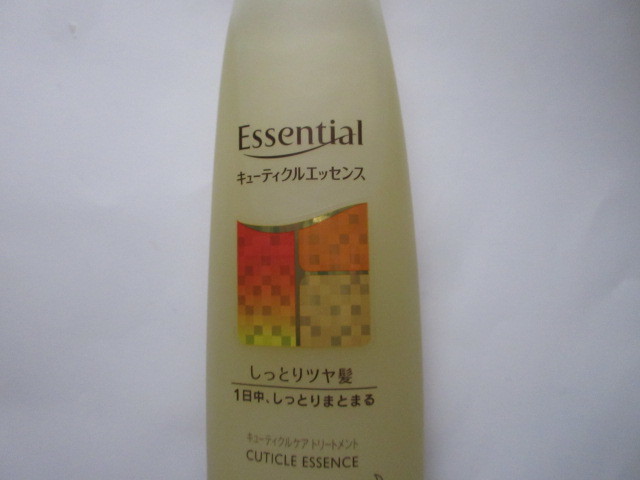 Essential
キューティクルエッセンス
しっとりツヤ髪
1日中、しっとりまとまる
キューティクルケア トリートメント
CUTICLE ESSENCE